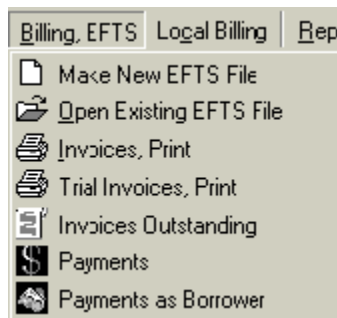 Billing, EFTS Local Billing Rep
Make New EFTS File
Open Existing EFTS File
Invoices, Print
Trial Invoices, Print
Invoices Outstanding
Payments
Payments as Borrower